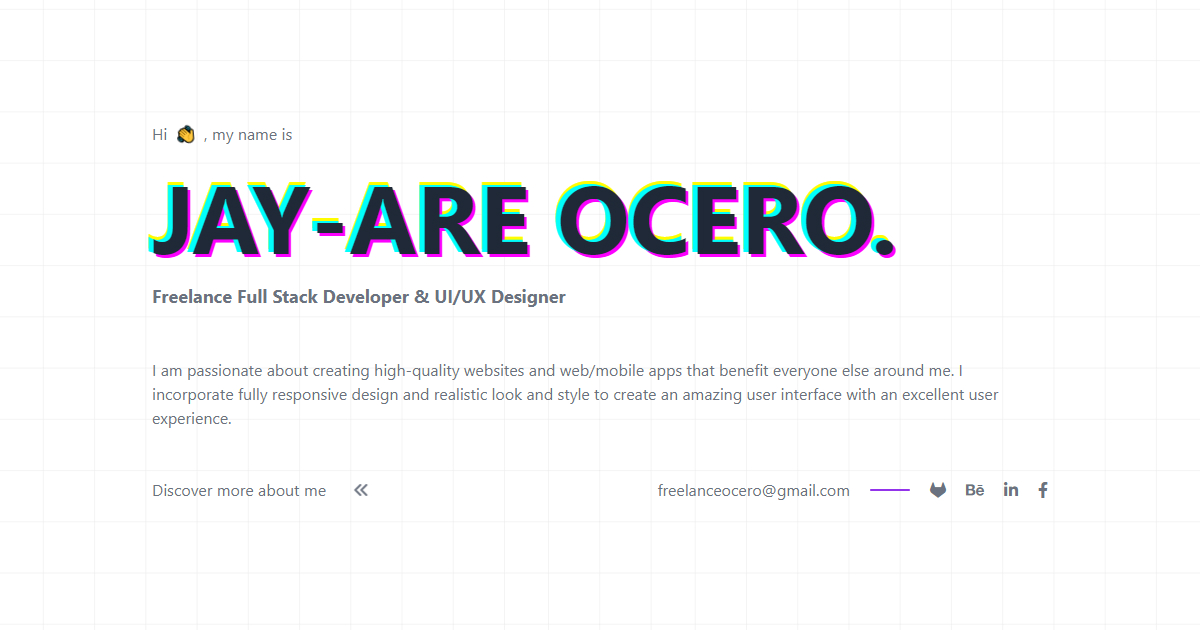 Hi 👏 , my name is
JAY-ARE OCERO.
Freelance Full Stack Developer & UI/UX Designer
I am passionate about creating high-quality websites and web/mobile apps that benefit everyone else around me. I
incorporate fully responsive design and realistic look and style to create an amazing user interface with an excellent user
experience.
Discover more about me «
freelanceocero@gmail.com Bē in f